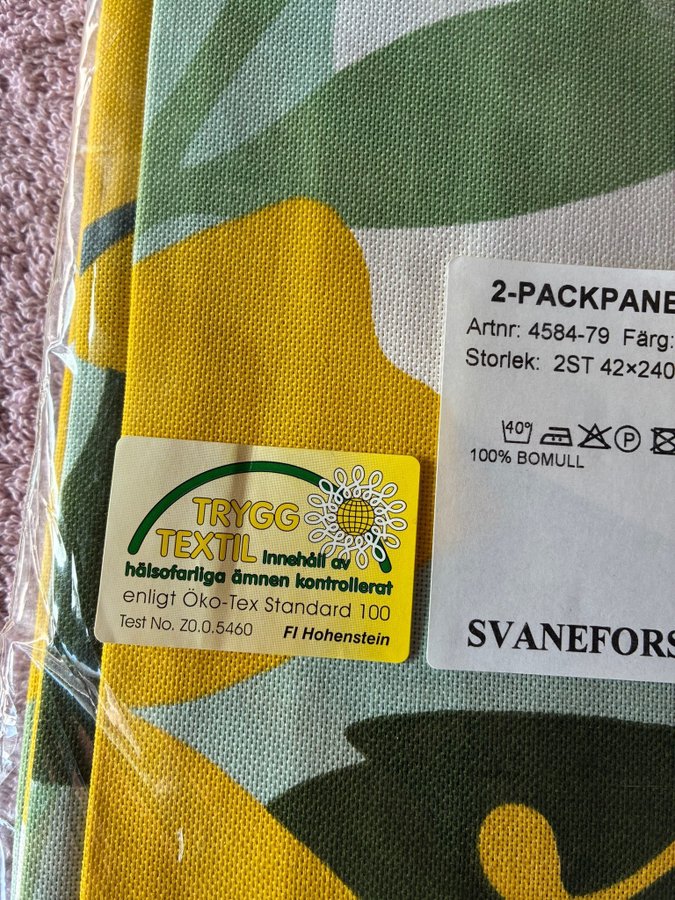 2-PACKPANE
Artnr: 4584-79 Färg:
Storlek: 2ST 42×240
40°
P
100% BOMULL
TRYGG
TEXTIL Innehåll av
hälsofarliga ämnen kontrollerat
enligt Öko-Tex Standard 100
Test No. Z0.0.5460 FI Hohenstein
SVANEFORS